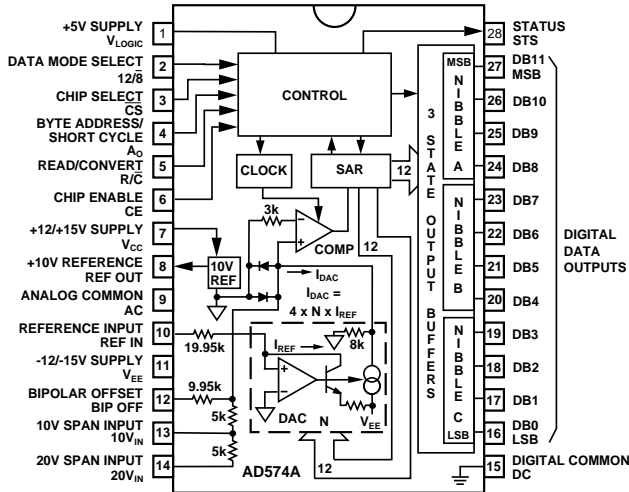 +5V SUPPLY
VLOGIC
1
DATA MODE SELECT
12/8̅
2
CHIP SELECT
C̅S̅
3
BYTE ADDRESS/
SHORT CYCLE
AO
4
READ/CONVERT
R/C̅
5
CHIP ENABLE
CE
6
+12/+15V SUPPLY
VCC
7
+10V REFERENCE
REF OUT
8
ANALOG COMMON
AC
9
REFERENCE INPUT
REF IN
10
-12/-15V SUPPLY
VEE
11
BIPOLAR OFFSET
BIP OFF
12
10V SPAN INPUT
10VIN
13
20V SPAN INPUT
20VIN
14
CONTROL
CLOCK
SAR
12
3k
COMP
12
10V
REF
IDAC
IDAC =
4 x N x IREF
19.95k
IREF
8k
9.95k
5k
5k
DAC
N
VEE
12
AD574A
3 STATE OUTPUT BUFFERS
MSB
NIBBLE A
NIBBLE B
NIBBLE C
LSB
28
STATUS
STS
27
DB11
MSB
26
DB10
25
DB9
24
DB8
23
DB7
22
DB6
21
DB5
20
DB4
19
DB3
18
DB2
17
DB1
16
DB0
LSB
15
DIGITAL COMMON
DC
DIGITAL
DATA
OUTPUTS